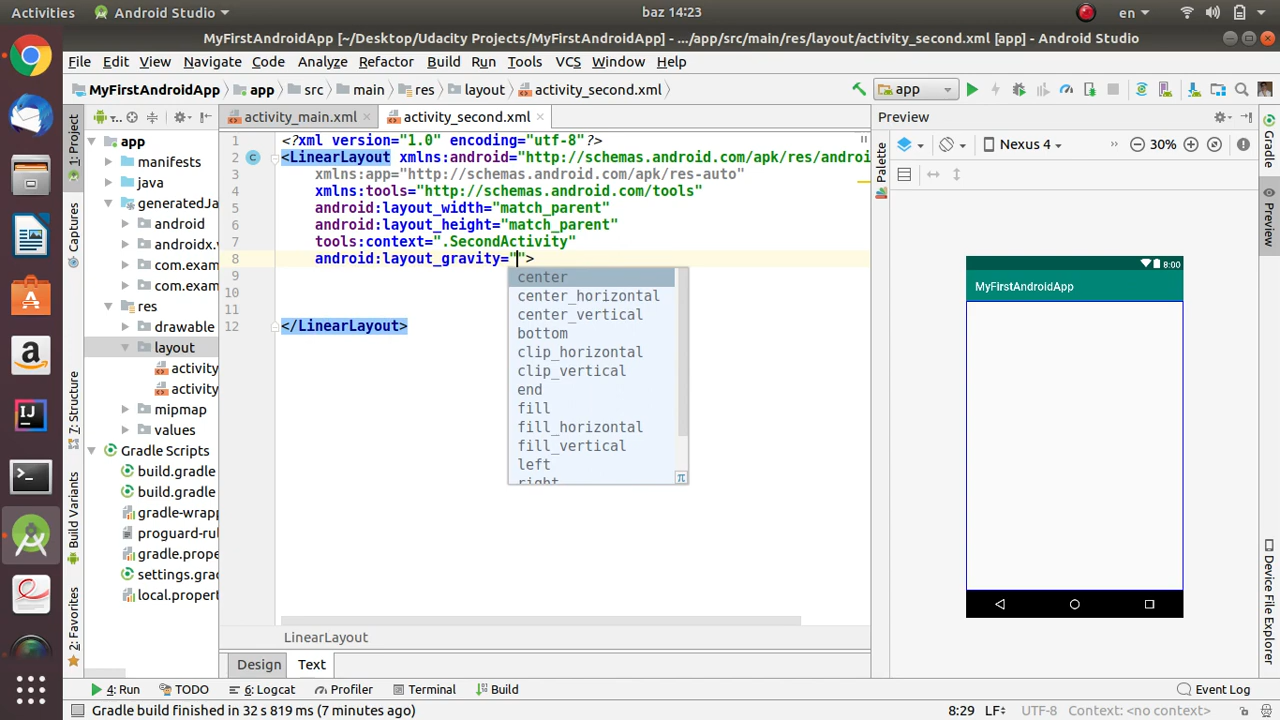 Activities
Android Studio
baz 14:23
en
MyFirstAndroidApp [~/Desktop/Udacity Projects/MyFirstAndroidApp] - .../app/src/main/res/layout/activity_second.xml [app] - Android Studio
File Edit View Navigate Code Analyze Refactor Build Run Tools VCS Window Help
MyFirstAndroidApp app src main res layout activity_second.xml
app
1: Project
Captures
7: Structure
Build Variants
2: Favorites
app
manifests
java
generatedJa
android
androidx.v
com.exam
com.exam
res
drawable
layout
activity
activity
mipmap
values
Gradle Scripts
build.gradle
build.gradle
gradle-wrapp
proguard-rul
gradle.prope
settings.grad
local.propert
activity_main.xml activity_second.xml
1 <?xml version="1.0" encoding="utf-8"?>
2 <LinearLayout xmlns:android="http://schemas.android.com/apk/res/androi
3 xmlns:app="http://schemas.android.com/apk/res-auto"
4 xmlns:tools="http://schemas.android.com/tools"
5 android:layout_width="match_parent"
6 android:layout_height="match_parent"
7 tools:context=".SecondActivity"
8 android:layout_gravity="">
9
10
11
12 </LinearLayout>
center
center_horizontal
center_vertical
bottom
clip_horizontal
clip_vertical
end
fill
fill_horizontal
fill_vertical
left
right
π
LinearLayout
Design Text
Preview
Palette
Nexus 4
30%
8:00
MyFirstAndroidApp
Gradle
Preview
Device File Explorer
4: Run TODO 6: Logcat Profiler Terminal Build Event Log
Gradle build finished in 32 s 819 ms (7 minutes ago)
8:29 LF UTF-8 Context: <no context>